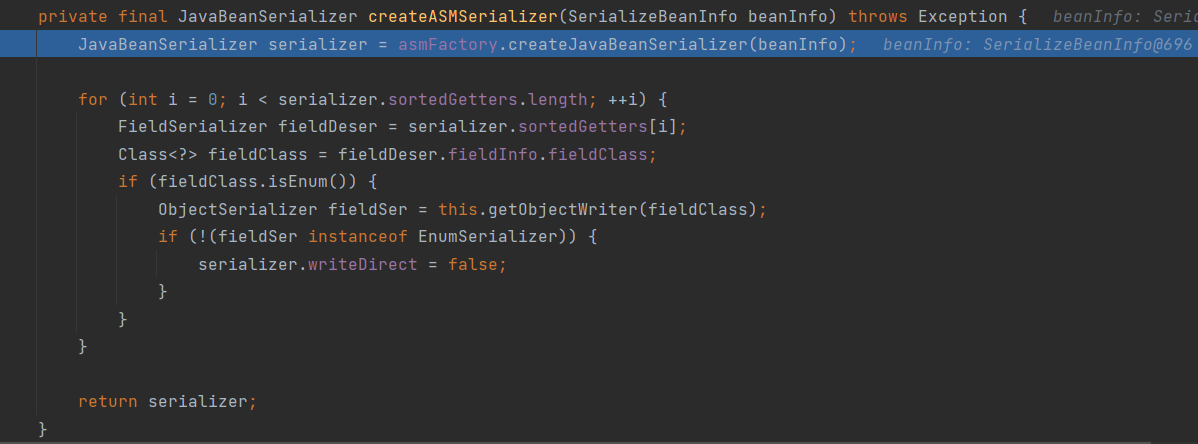 private final JavaBeanSerializer createASMSerializer(SerializeBeanInfo beanInfo) throws Exception {   beanInfo: Seri
JavaBeanSerializer serializer = asmFactory.createJavaBeanSerializer(beanInfo);   beanInfo: SerializeBeanInfo@696
for (int i = 0; i < serializer.sortedGetters.length; ++i) {
FieldSerializer fieldDeser = serializer.sortedGetters[i];
Class<?> fieldClass = fieldDeser.fieldInfo.fieldClass;
if (fieldClass.isEnum()) {
ObjectSerializer fieldSer = this.getObjectWriter(fieldClass);
if (!(fieldSer instanceof EnumSerializer)) {
serializer.writeDirect = false;
}
}
}
return serializer;
}